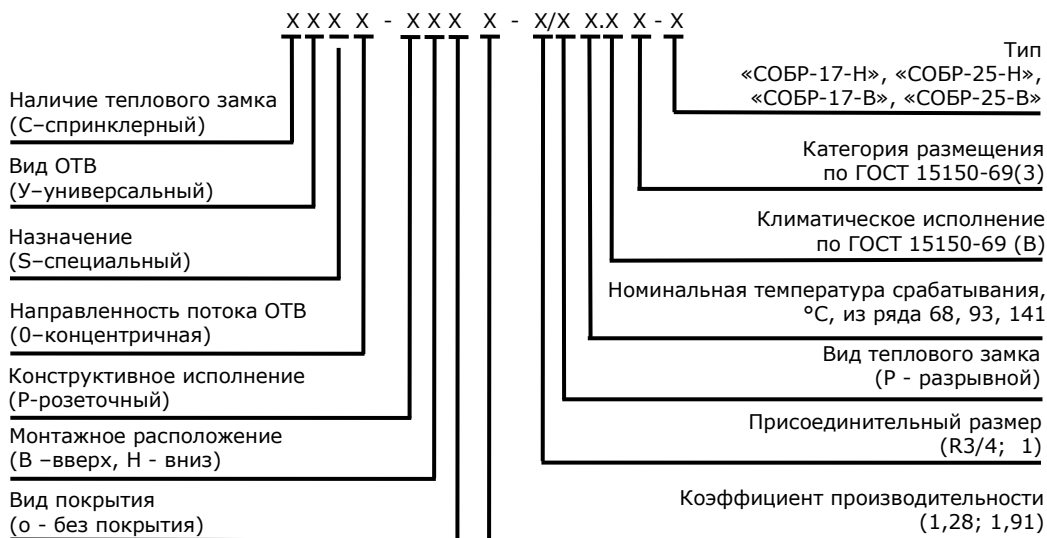 Х Х Х Х - Х Х Х Х - Х/Х Х.Х Х - Х
Наличие теплового замка
(С–спринклерный)
Вид ОТВ
(У–универсальный)
Назначение
(S–специальный)
Направленность потока ОТВ
(0–концентричная)
Конструктивное исполнение
(Р-розеточный)
Монтажное расположение
(В –вверх, Н - вниз)
Вид покрытия
(о - без покрытия)
Тип
«СОБР-17-Н», «СОБР-25-Н»,
«СОБР-17-В», «СОБР-25-В»
Категория размещения
по ГОСТ 15150-69(3)
Климатическое исполнение
по ГОСТ 15150-69 (В)
Номинальная температура срабатывания,
°С, из ряда 68, 93, 141
Вид теплового замка
(Р - разрывной)
Присоединительный размер
(R3/4; 1)
Коэффициент производительности
(1,28; 1,91)